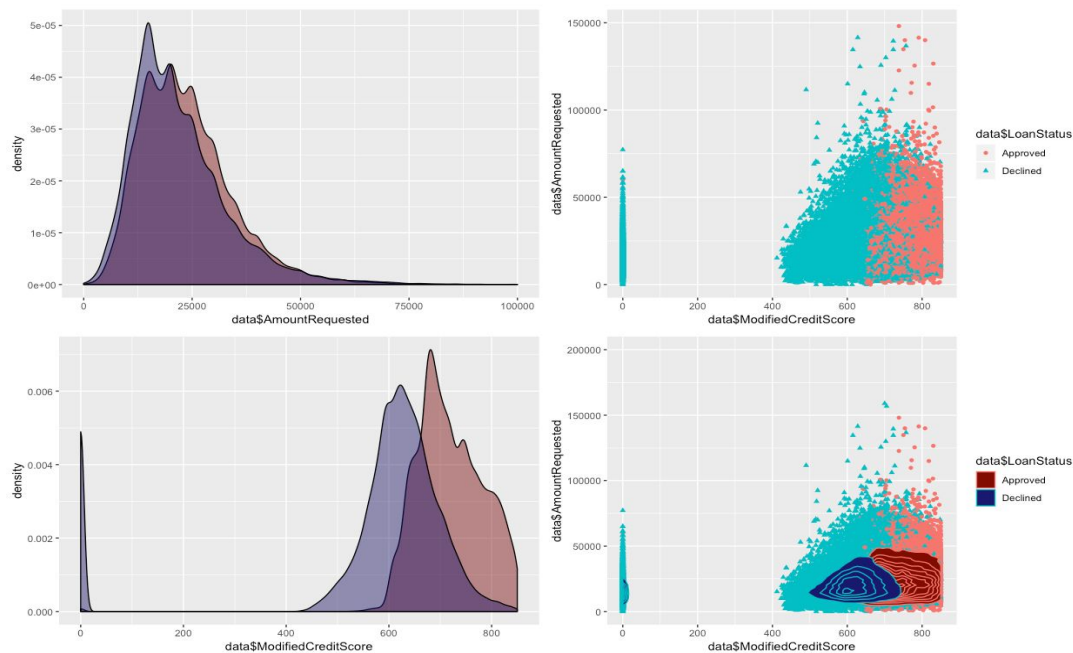 5e-05
4e-05
3e-05
2e-05
1e-05
0e+00
density
0
25000
50000
75000
100000
data$AmountRequested
150000
100000
50000
0
data$AmountRequested
0
200
400
600
800
data$ModifiedCreditScore
data$LoanStatus
Approved
Declined
0.006
0.004
0.002
0.000
density
0
200
400
600
800
data$ModifiedCreditScore
200000
150000
100000
50000
0
data$AmountRequested
0
200
400
600
800
data$ModifiedCreditScore
data$LoanStatus
Approved
Declined